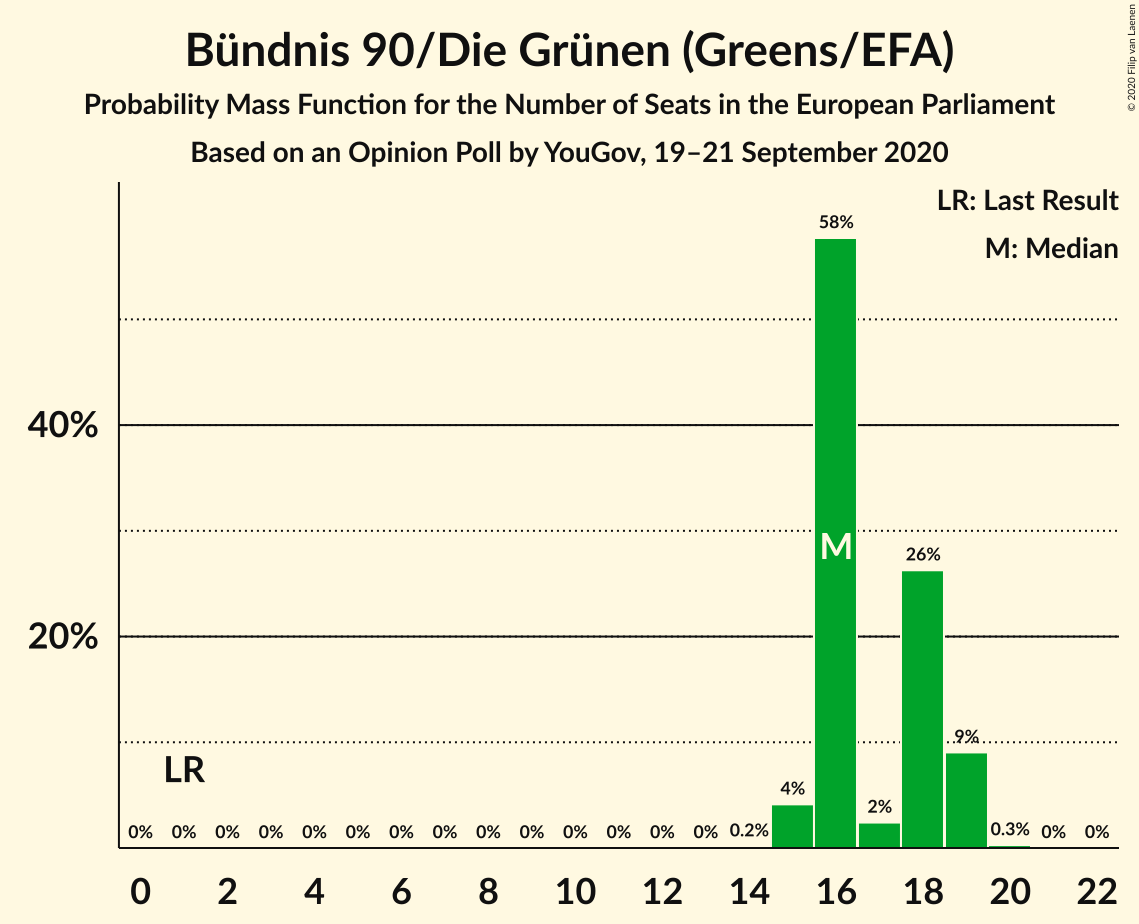 Bündnis 90/Die Grünen (Greens/EFA)
Probability Mass Function for the Number of Seats in the European Parliament
Based on an Opinion Poll by YouGov, 19–21 September 2020
© 2020 Filip van Laenen
LR: Last Result
M: Median
58%
40%
M
26%
20%
9%
LR
4%
2%
0% 0% 0% 0% 0% 0% 0% 0% 0% 0% 0% 0% 0% 0% 0.2% 0.3% 0% 0%
0 2 4 6 8 10 12 14 16 18 20 22